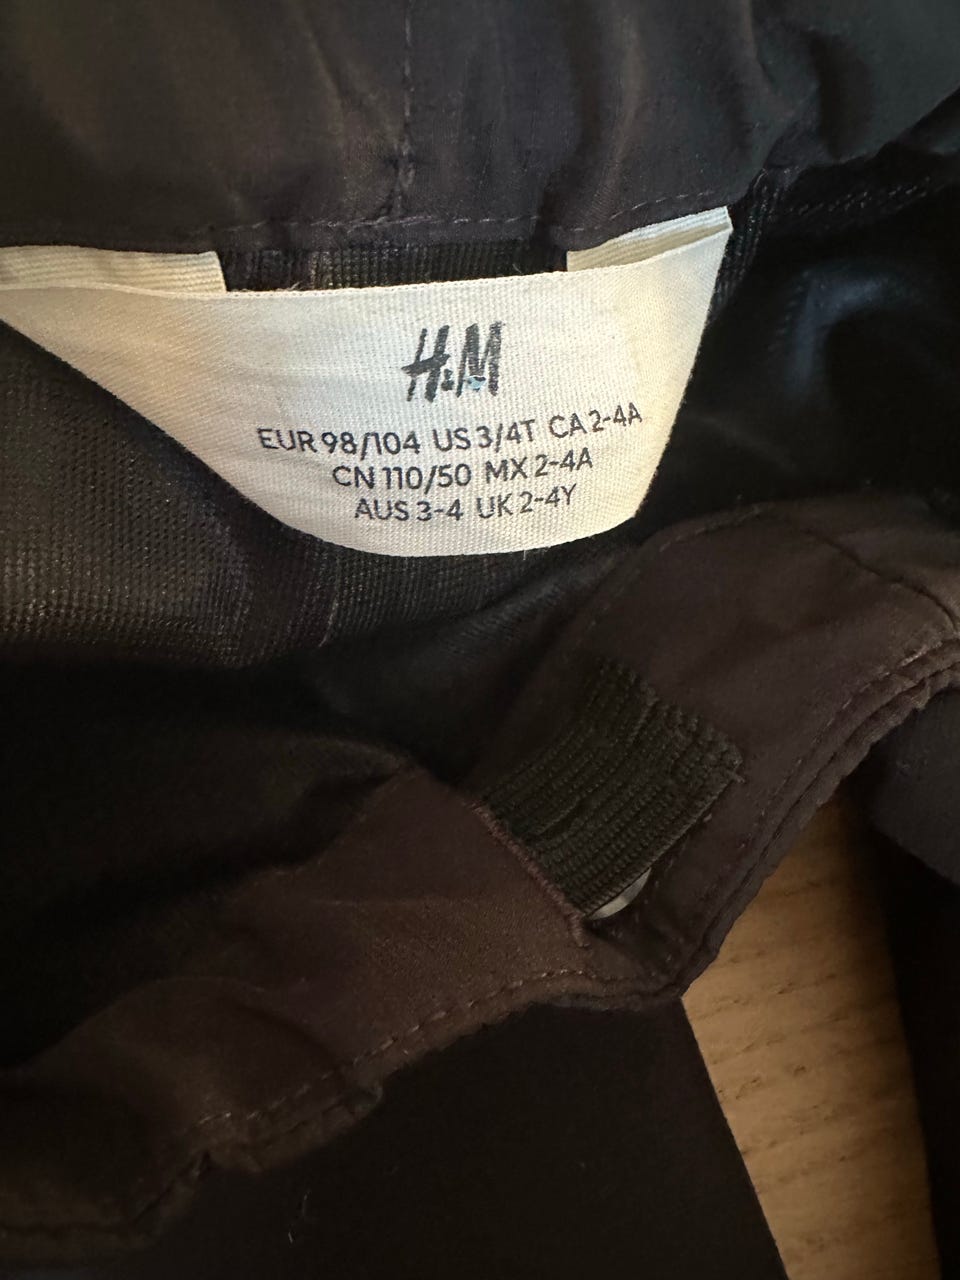 H&M
EUR 98/104 US 3/4T CA 2-4A
CN 110/50 MX 2-4A
AUS 3-4 UK 2-4Y